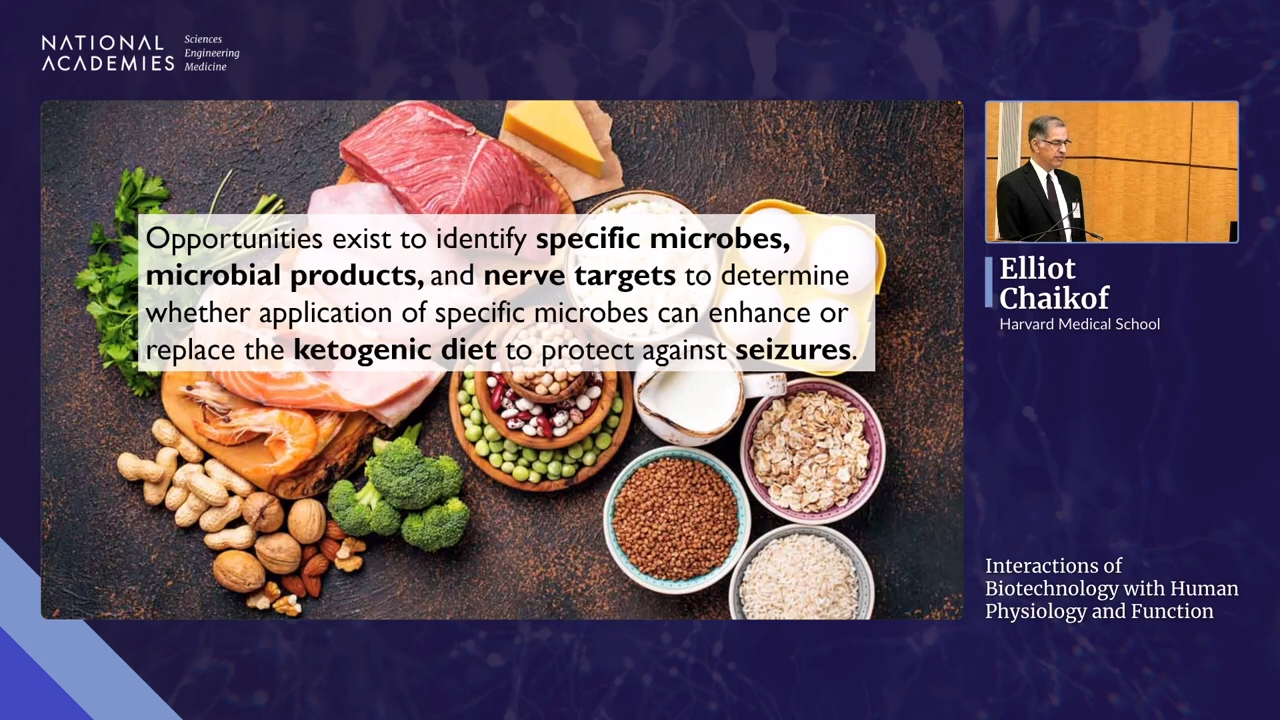 NATIONAL
ACADEMIES
Sciences
Engineering
Medicine
Opportunities exist to identify specific microbes,
microbial products, and nerve targets to determine
whether application of specific microbes can enhance or
replace the ketogenic diet to protect against seizures.
Elliot
Chaikof
Harvard Medical School
Interactions of
Biotechnology with Human
Physiology and Function